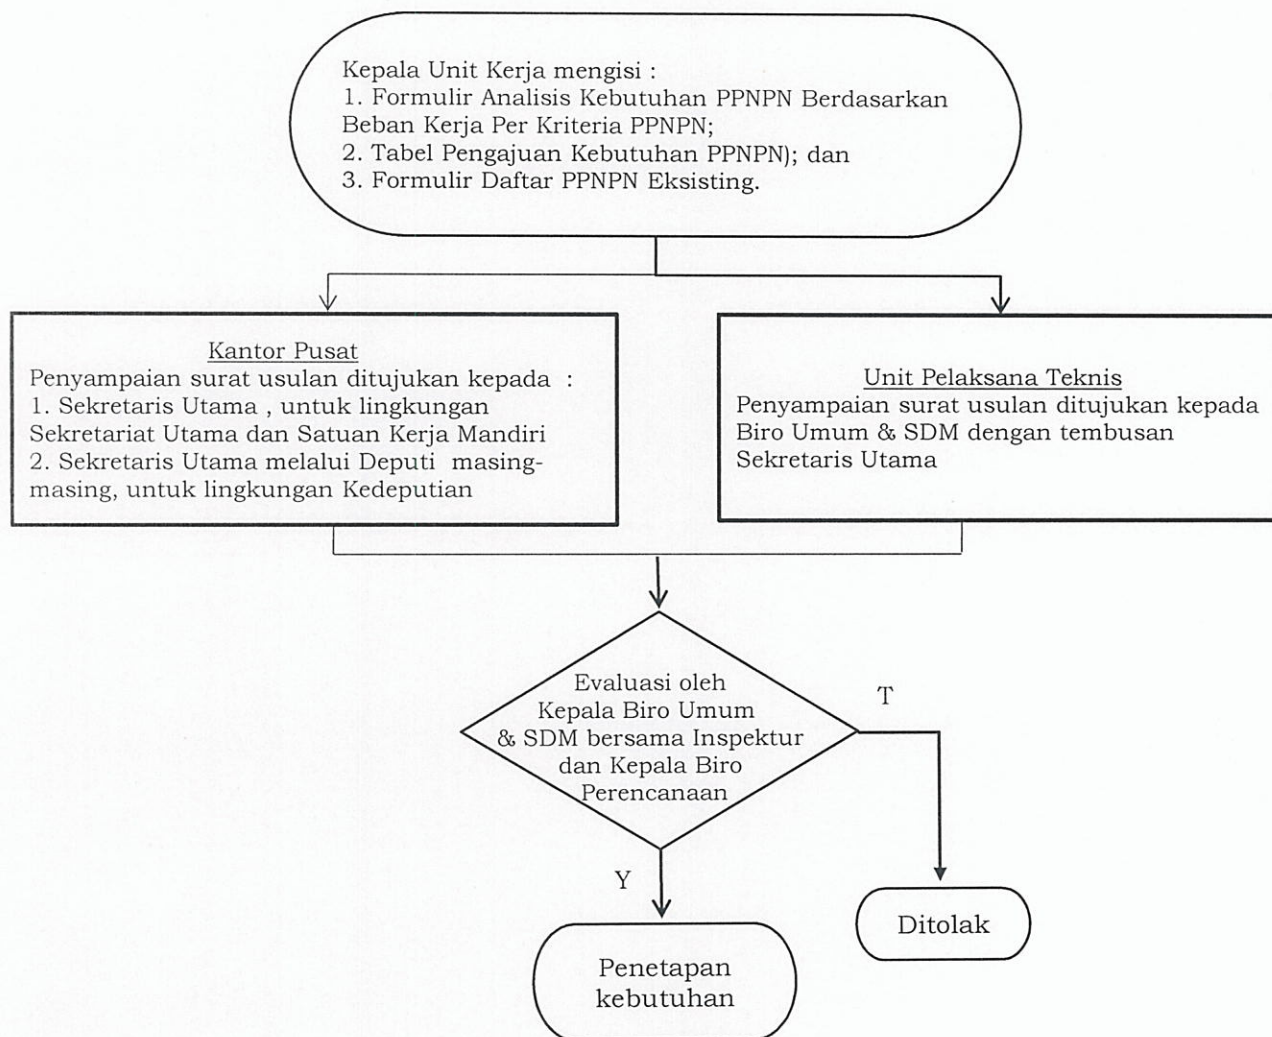 Kepala Unit Kerja mengisi :
1. Formulir Analisis Kebutuhan PPNPN Berdasarkan
Beban Kerja Per Kriteria PPNPN;
2. Tabel Pengajuan Kebutuhan PPNPN); dan
3. Formulir Daftar PPNPN Eksisting.
Kantor Pusat
Penyampaian surat usulan ditujukan kepada :
1. Sekretaris Utama , untuk lingkungan
Sekretariat Utama dan Satuan Kerja Mandiri
2. Sekretaris Utama melalui Deputi masing-
masing, untuk lingkungan Kedeputian
Unit Pelaksana Teknis
Penyampaian surat usulan ditujukan kepada
Biro Umum & SDM dengan tembusan
Sekretaris Utama
Evaluasi oleh
Kepala Biro Umum
& SDM bersama Inspektur
dan Kepala Biro
Perencanaan
T
Y
Ditolak
Penetapan
kebutuhan